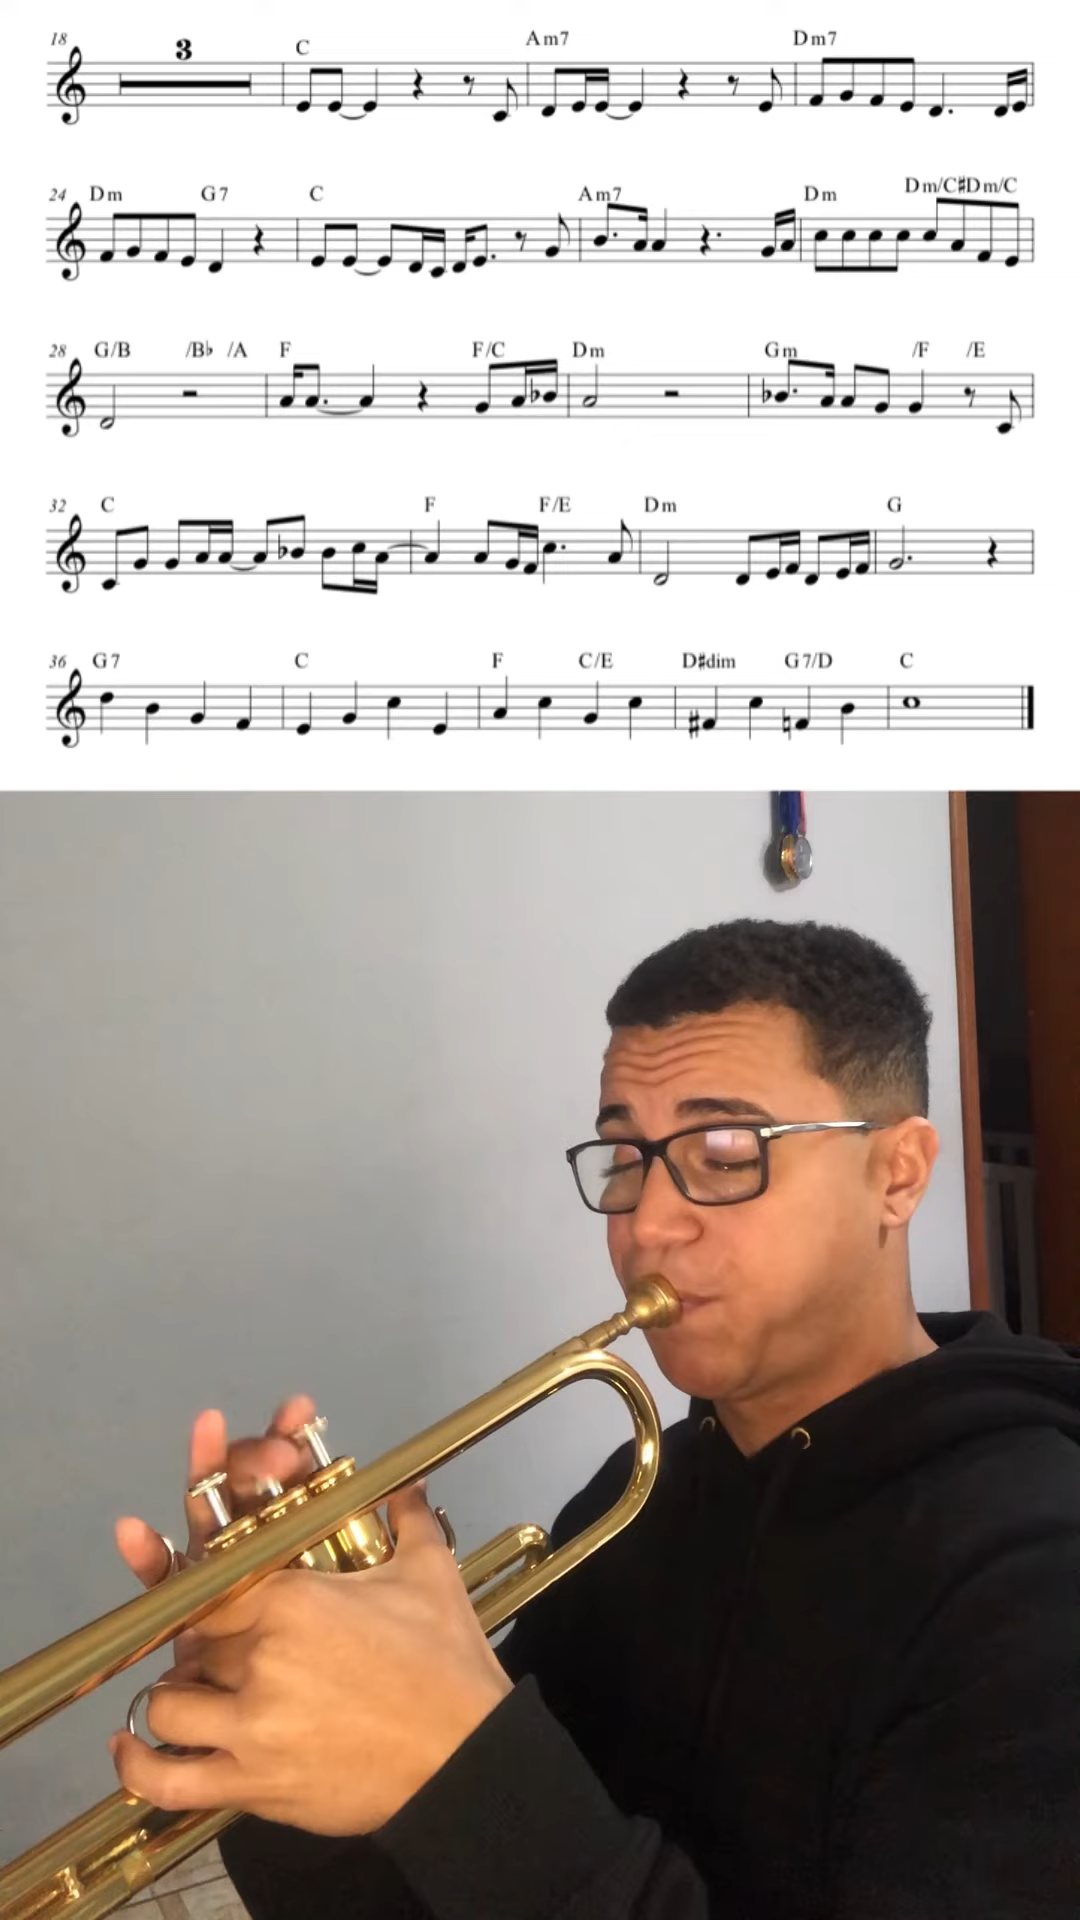 18 3 C Am7 Dm7
24 Dm G7 C Am7 Dm Dm/C♯Dm/C
28 G/B /B♭ /A F F/C Dm Gm /F /E
32 C F F/E Dm G
36 G7 C F C/E D♯dim G7/D C